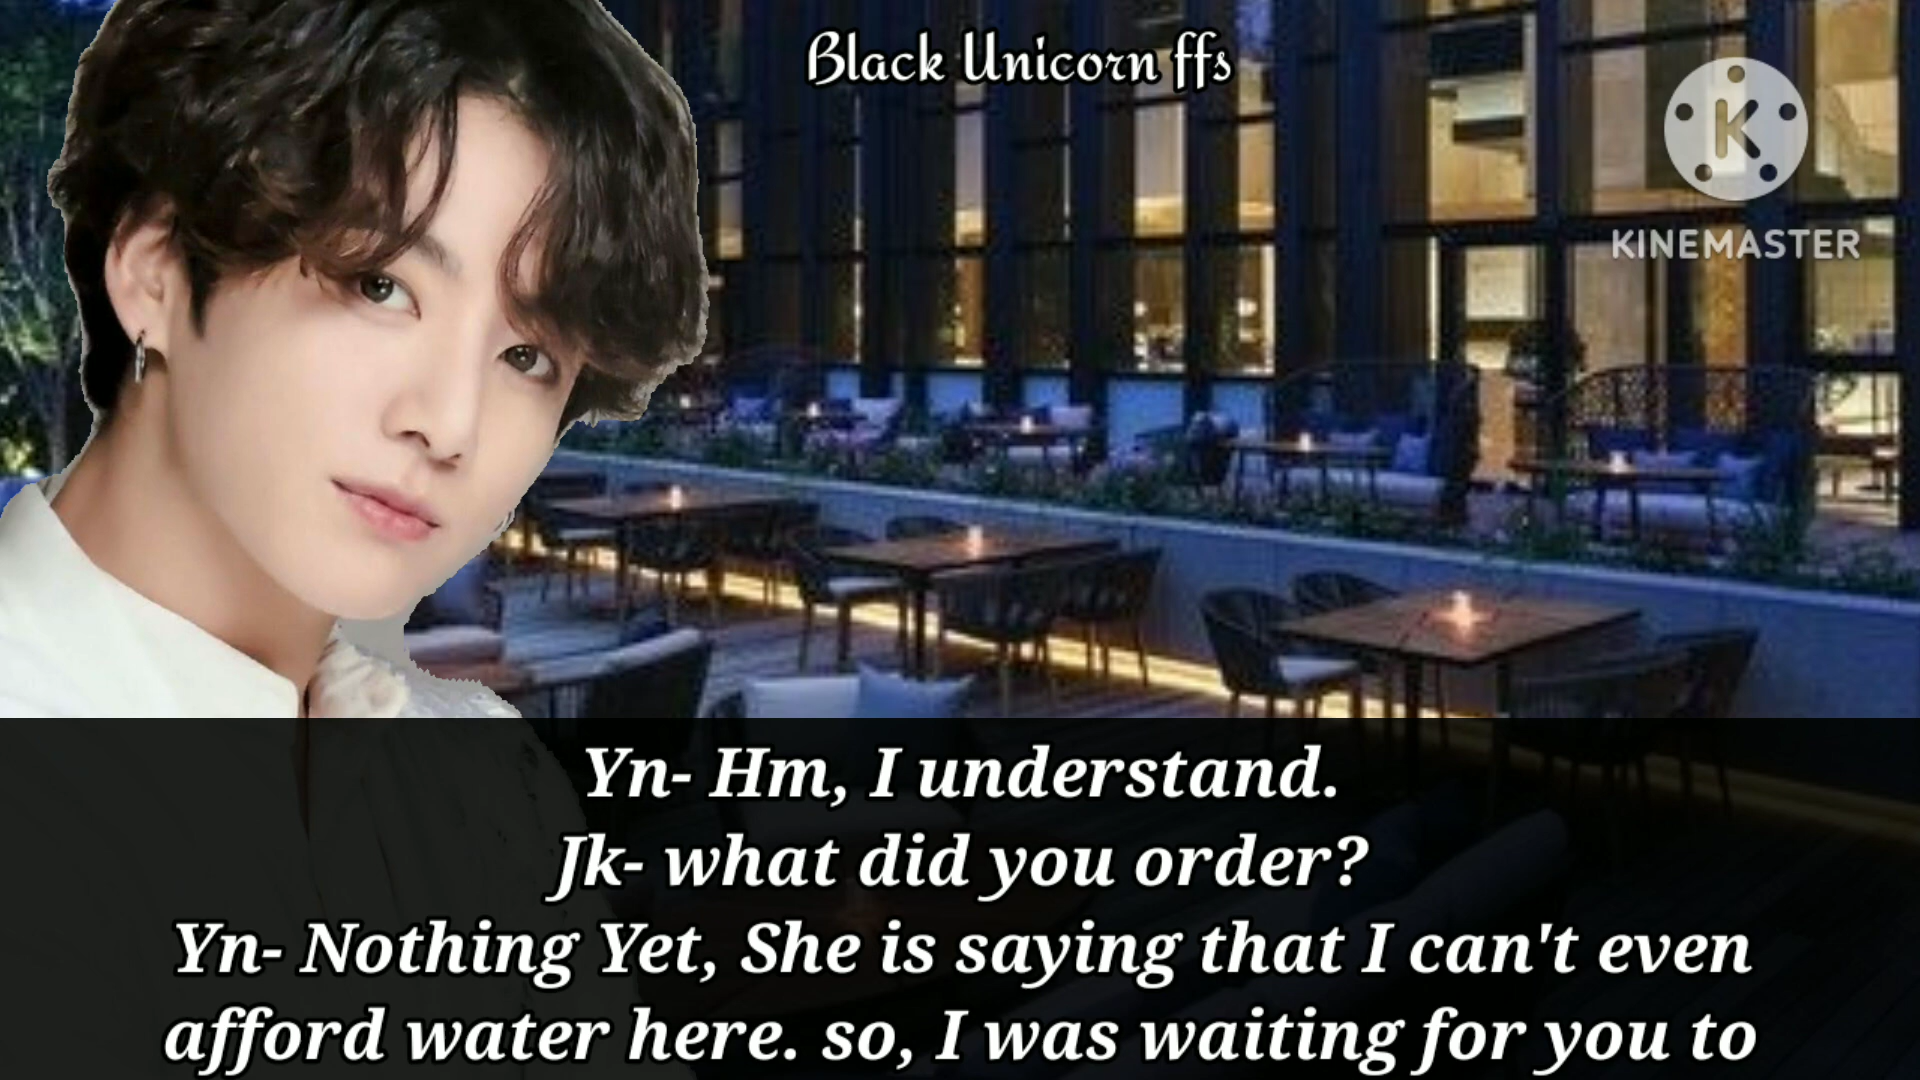 Black Unicorn ffs
K
KINEMASTER
Yn- Hm, I understand.
Jk- what did you order?
Yn- Nothing Yet, She is saying that I can't even
afford water here. so, I was waiting for you to